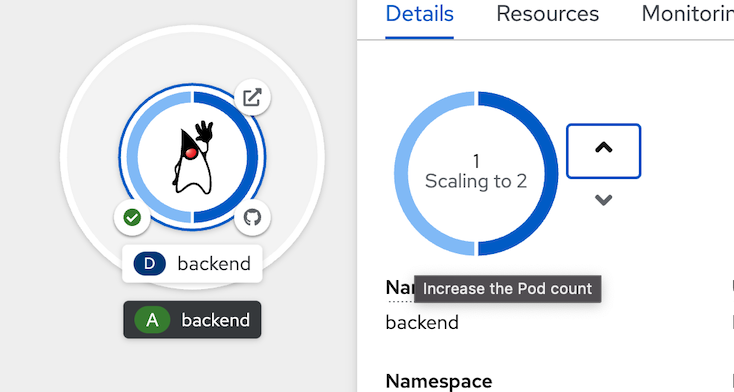 Details Resources
1
Scaling to 2
D backend
Increase the Pod count
backend
A backend
Namespace